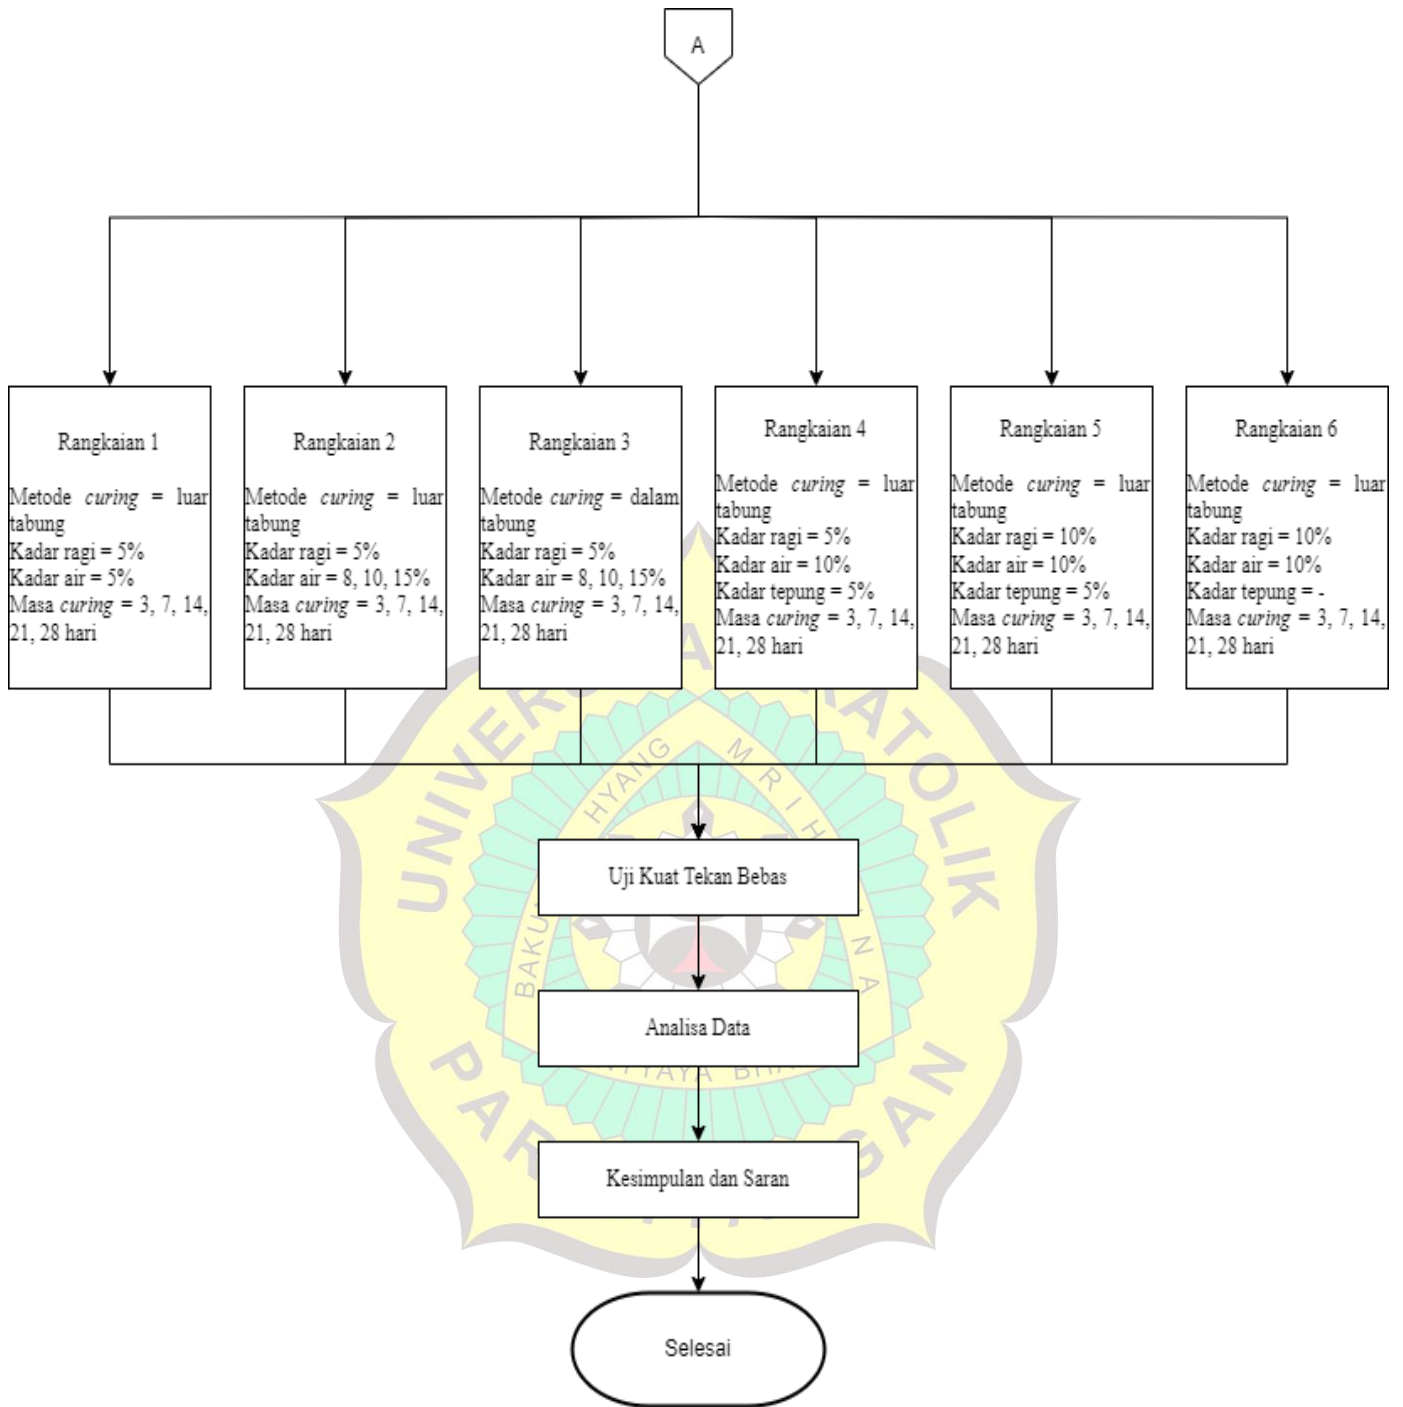 A
Rangkaian 1
Metode curing = luar
tabung
Kadar ragi = 5%
Kadar air = 5%
Masa curing = 3, 7, 14,
21, 28 hari
Rangkaian 2
Metode curing = luar
tabung
Kadar ragi = 5%
Kadar air = 8, 10, 15%
Masa curing = 3, 7, 14,
21, 28 hari
Rangkaian 3
Metode curing = dalam
tabung
Kadar ragi = 5%
Kadar air = 8, 10, 15%
Masa curing = 3, 7, 14,
21, 28 hari
Rangkaian 4
Metode curing = luar
tabung
Kadar ragi = 5%
Kadar air = 10%
Kadar tepung = 5%
Masa curing = 3, 7, 14,
21, 28 hari
Rangkaian 5
Metode curing = luar
tabung
Kadar ragi = 10%
Kadar air = 10%
Kadar tepung = 5%
Masa curing = 3, 7, 14,
21, 28 hari
Rangkaian 6
Metode curing = luar
tabung
Kadar ragi = 10%
Kadar air = 10%
Kadar tepung = -
Masa curing = 3, 7, 14,
21, 28 hari
Uji Kuat Tekan Bebas
Analisa Data
Kesimpulan dan Saran
Selesai
HYANG